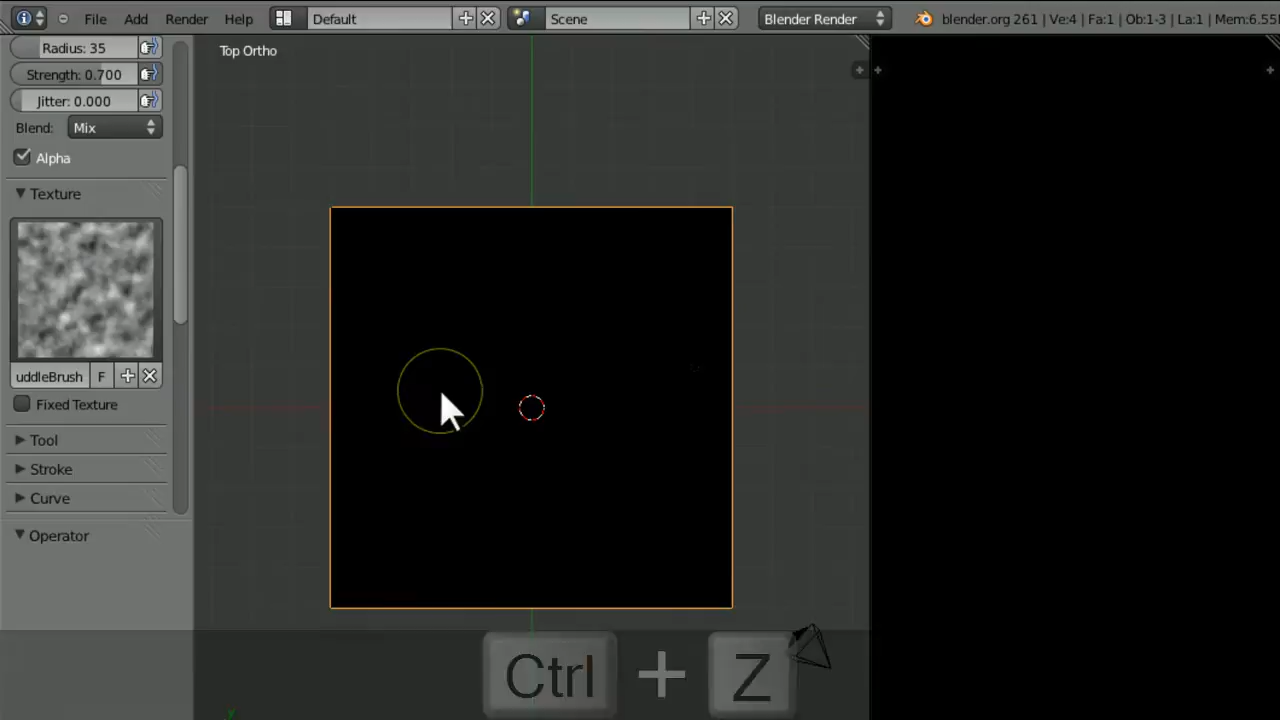 File Add Render Help Default Scene Blender Render blender.org 261 | Ve:4 | Fa:1 | Ob:1-3 | La:1 | Mem:6.55
Radius: 35
Top Ortho
Strength: 0.700
Jitter: 0.000
Blend: Mix
Alpha
Texture
uddleBrush F
Fixed Texture
Tool
Stroke
Curve
Operator
Ctrl + Z
y